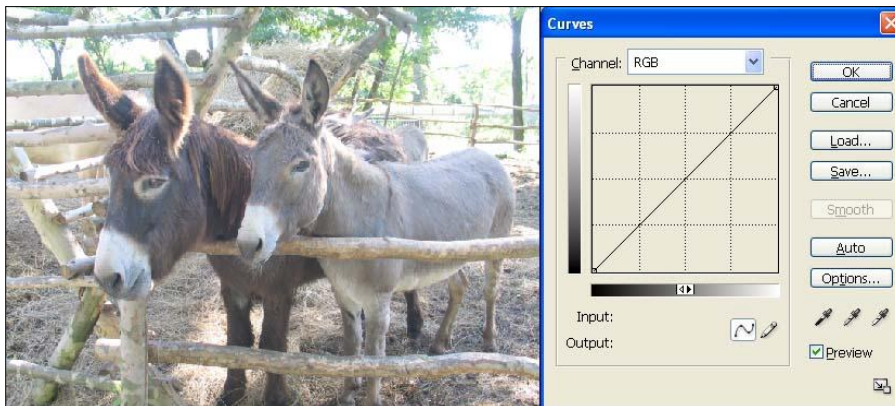 Curves
Channel: RGB
OK
Cancel
Load...
Save...
Smooth
Auto
Options...
Input:
Output:
Preview